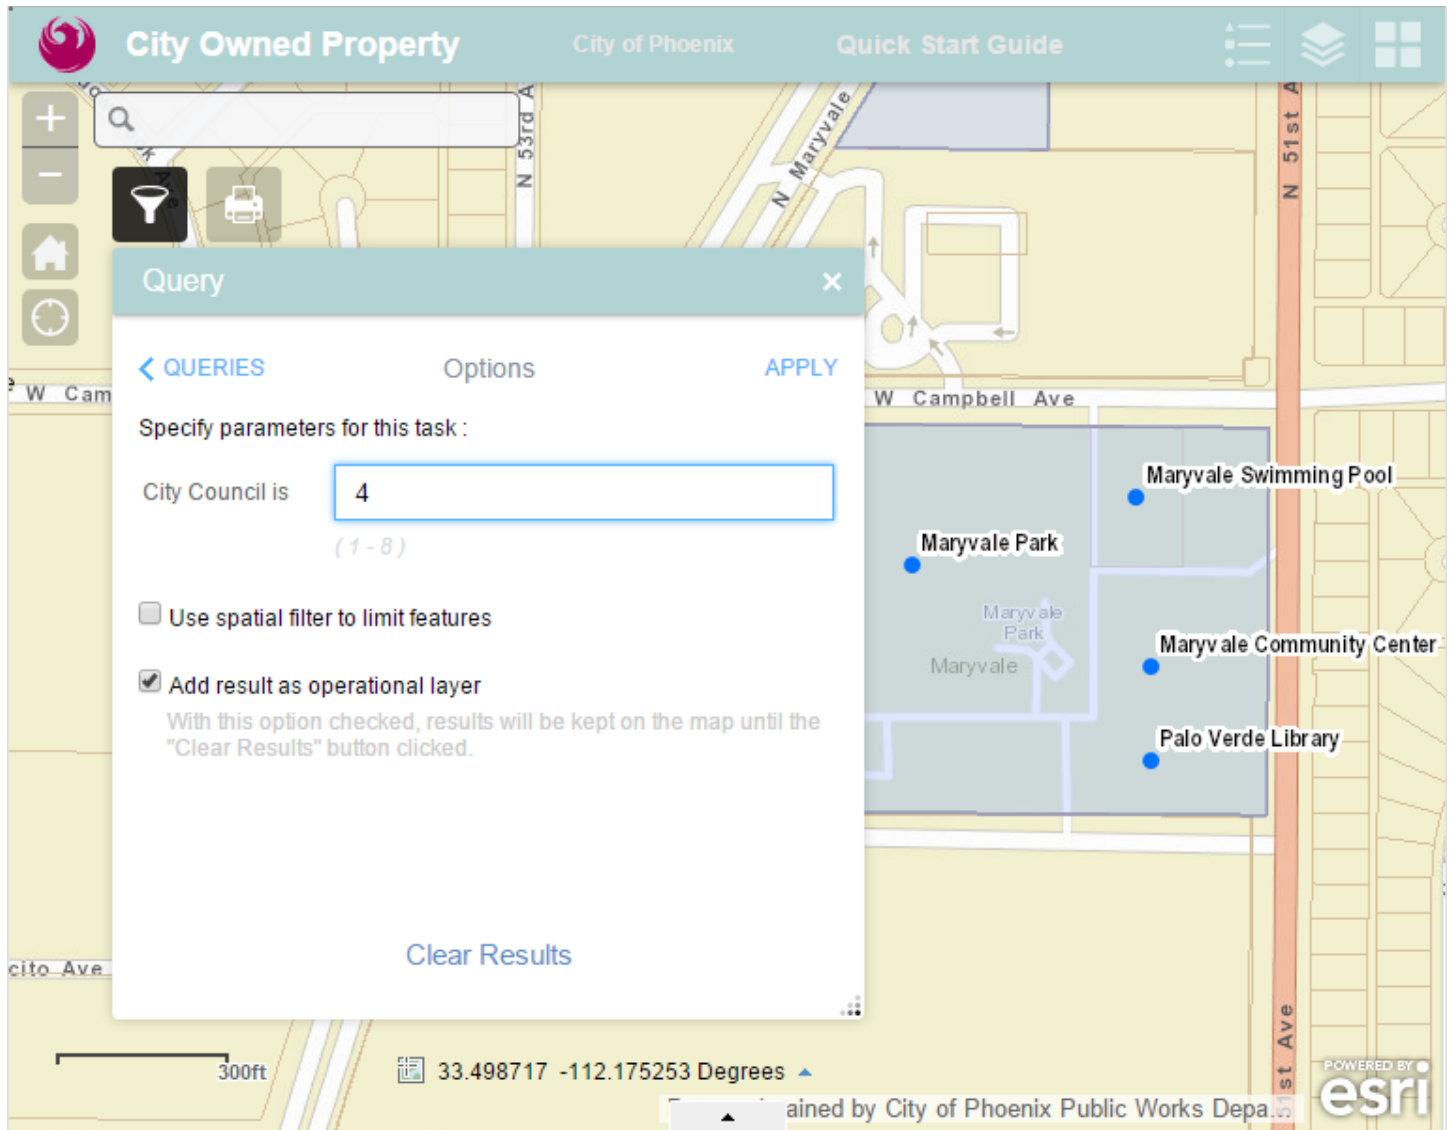 City Owned Property
City of Phoenix
Quick Start Guide
N 53rd A
N Maryvale
N 51st A
Query
QUERIES
Options
APPLY
W Cam
W Campbell Ave
Specify parameters for this task :
City Council is
4
( 1 - 8 )
Maryvale Swimming Pool
Maryvale Park
Use spatial filter to limit features
Maryvale
Park
Maryvale
Maryvale Community Center
Add result as operational layer
With this option checked, results will be kept on the map until the
"Clear Results" button clicked.
Palo Verde Library
Clear Results
cito Ave
51st Ave
300ft
33.498717 -112.175253 Degrees
ained by City of Phoenix Public Works Depa...
POWERED BY
esri